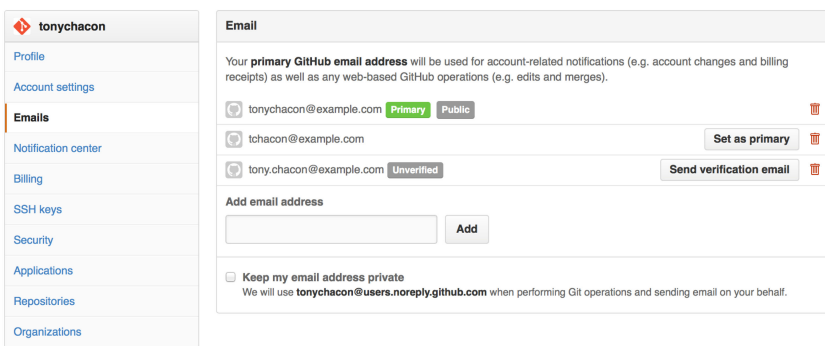 tonychacon
Profile
Account settings
Emails
Notification center
Billing
SSH keys
Security
Applications
Repositories
Organizations
Email
Your primary GitHub email address will be used for account-related notifications (e.g. account changes and billing
receipts) as well as any web-based GitHub operations (e.g. edits and merges).
tonychacon@example.com Primary Public
tchacon@example.com Set as primary
tony.chacon@example.com Unverified Send verification email
Add email address
Add
Keep my email address private
We will use tonychacon@users.noreply.github.com when performing Git operations and sending email on your behalf.